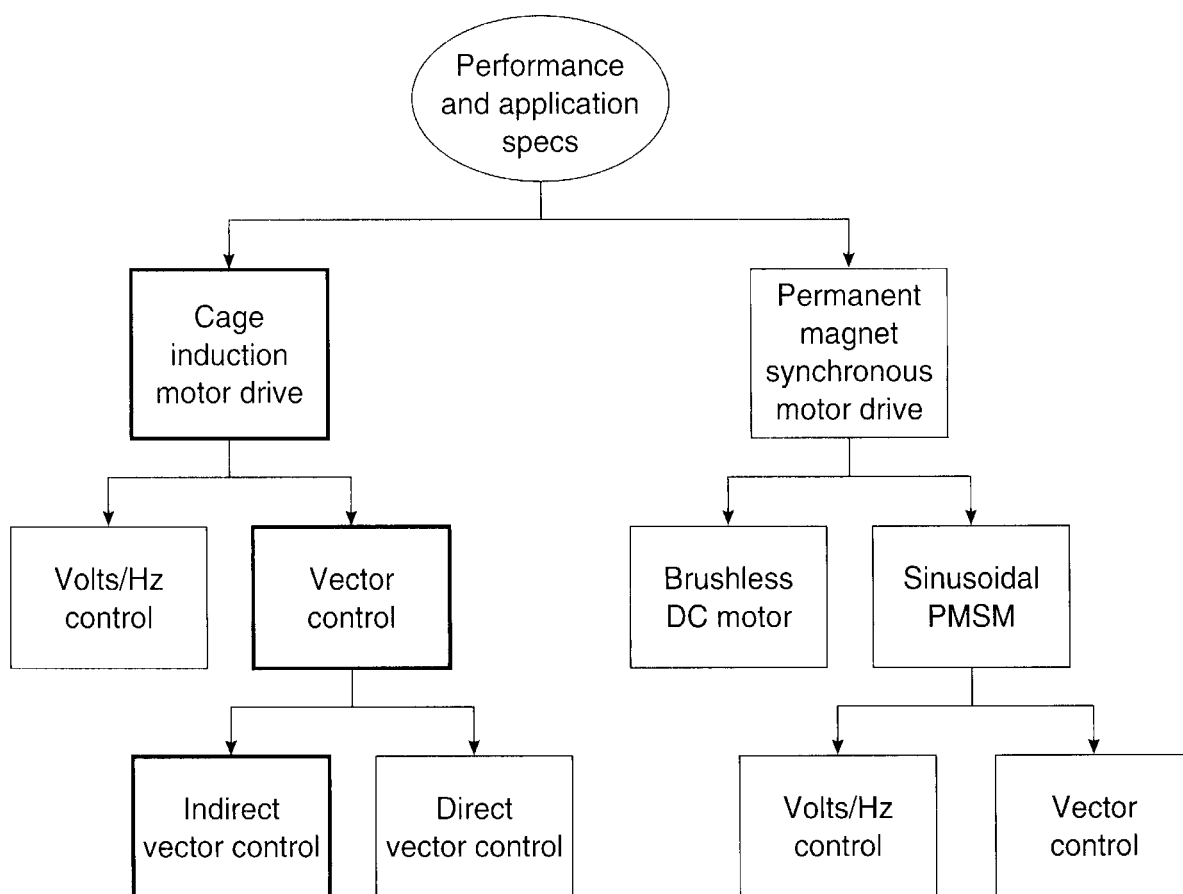 Performance
and application
specs
Cage
induction
motor drive
Permanent
magnet
synchronous
motor drive
Volts/Hz
control
Vector
control
Brushless
DC motor
Sinusoidal
PMSM
Indirect
vector control
Direct
vector control
Volts/Hz
control
Vector
control